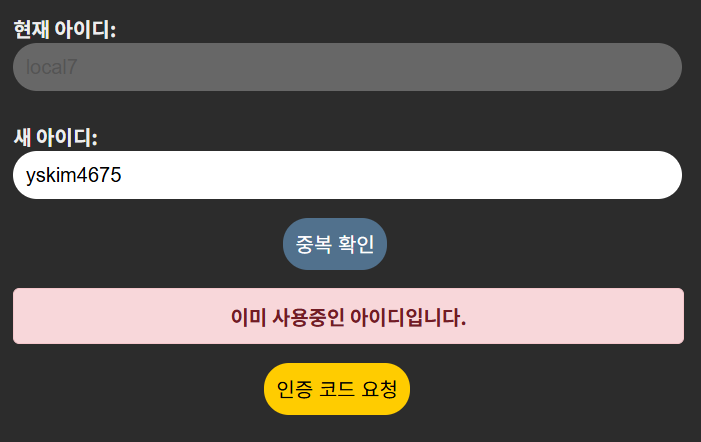 현재 아이디:
local7
새 아이디:
yskim4675
중복 확인
이미 사용중인 아이디입니다.
인증 코드 요청